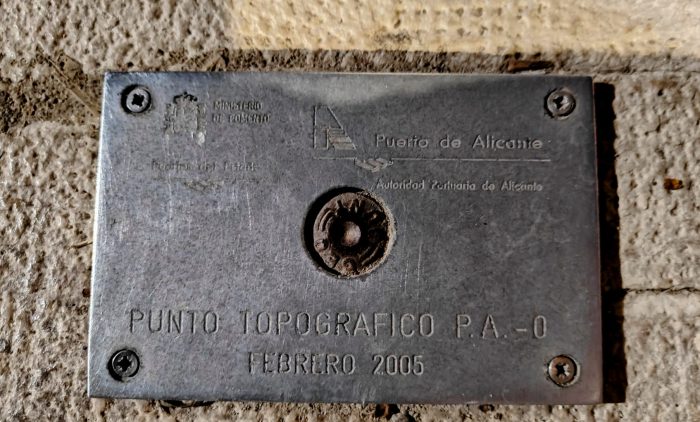 MINISTERIO
DE FOMENTO
Puertos del Estado
Puerto de Alicante
Autoridad Portuaria de Alicante
PUNTO TOPOGRAFICO P.A.-0
FEBRERO 2005